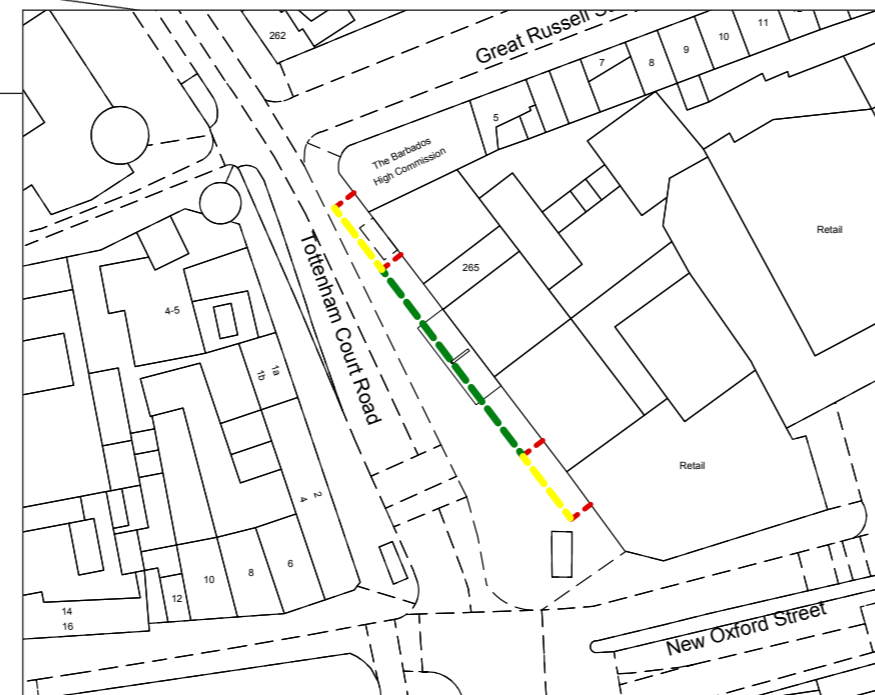 262
Great Russell S
7
8
9
10
11
5
The Barbados
High Commission
Retail
265
Tottenham Court Road
4-5
1a
1b
2
4
Retail
6
8
10
12
14
16
New Oxford Street